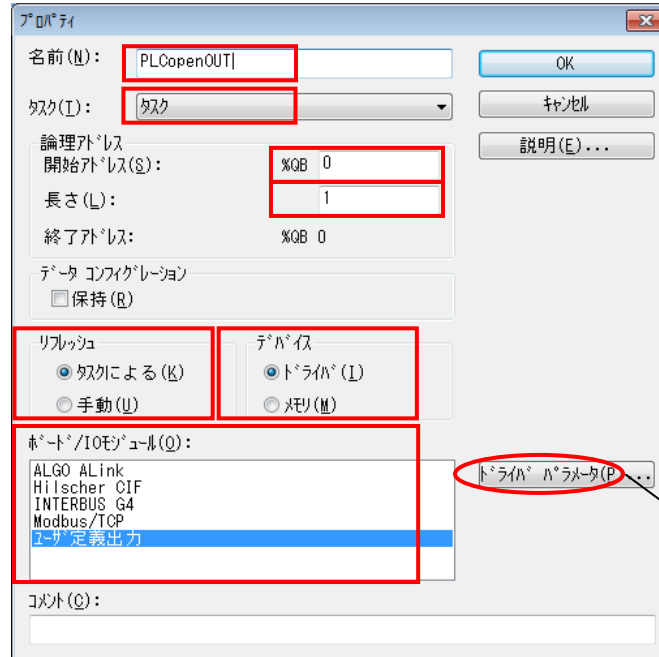 ﾌﾟﾛﾊﾟﾃｨ
名前(N): PLCopenOUT
OK
ﾀｽｸ(T): ﾀｽｸ
ｷｬﾝｾﾙ
論理ｱﾄﾞﾚｽ
説明(E)...
開始ｱﾄﾞﾚｽ(S): %QB 0
長さ(L): 1
終了ｱﾄﾞﾚｽ: %QB 0
ﾃﾞｰﾀ ｺﾝﾌｨｸﾞﾚｰｼｮﾝ
保持(R)
ﾘﾌﾚｯｼｭ
ﾃﾞﾊﾞｲｽ
ﾀｽｸによる(K)
ﾄﾞﾗｲﾊﾞ(I)
手動(U)
ﾒﾓﾘ(M)
ﾎﾞｰﾄﾞ/IOﾓｼﾞｭｰﾙ(O):
ALGO ALink
ﾄﾞﾗｲﾊﾞ ﾊﾟﾗﾒｰﾀ(P...
Hilscher CIF
INTERBUS G4
Modbus/TCP
ﾕｰｻﾞ定義出力
ｺﾒﾝﾄ(C):